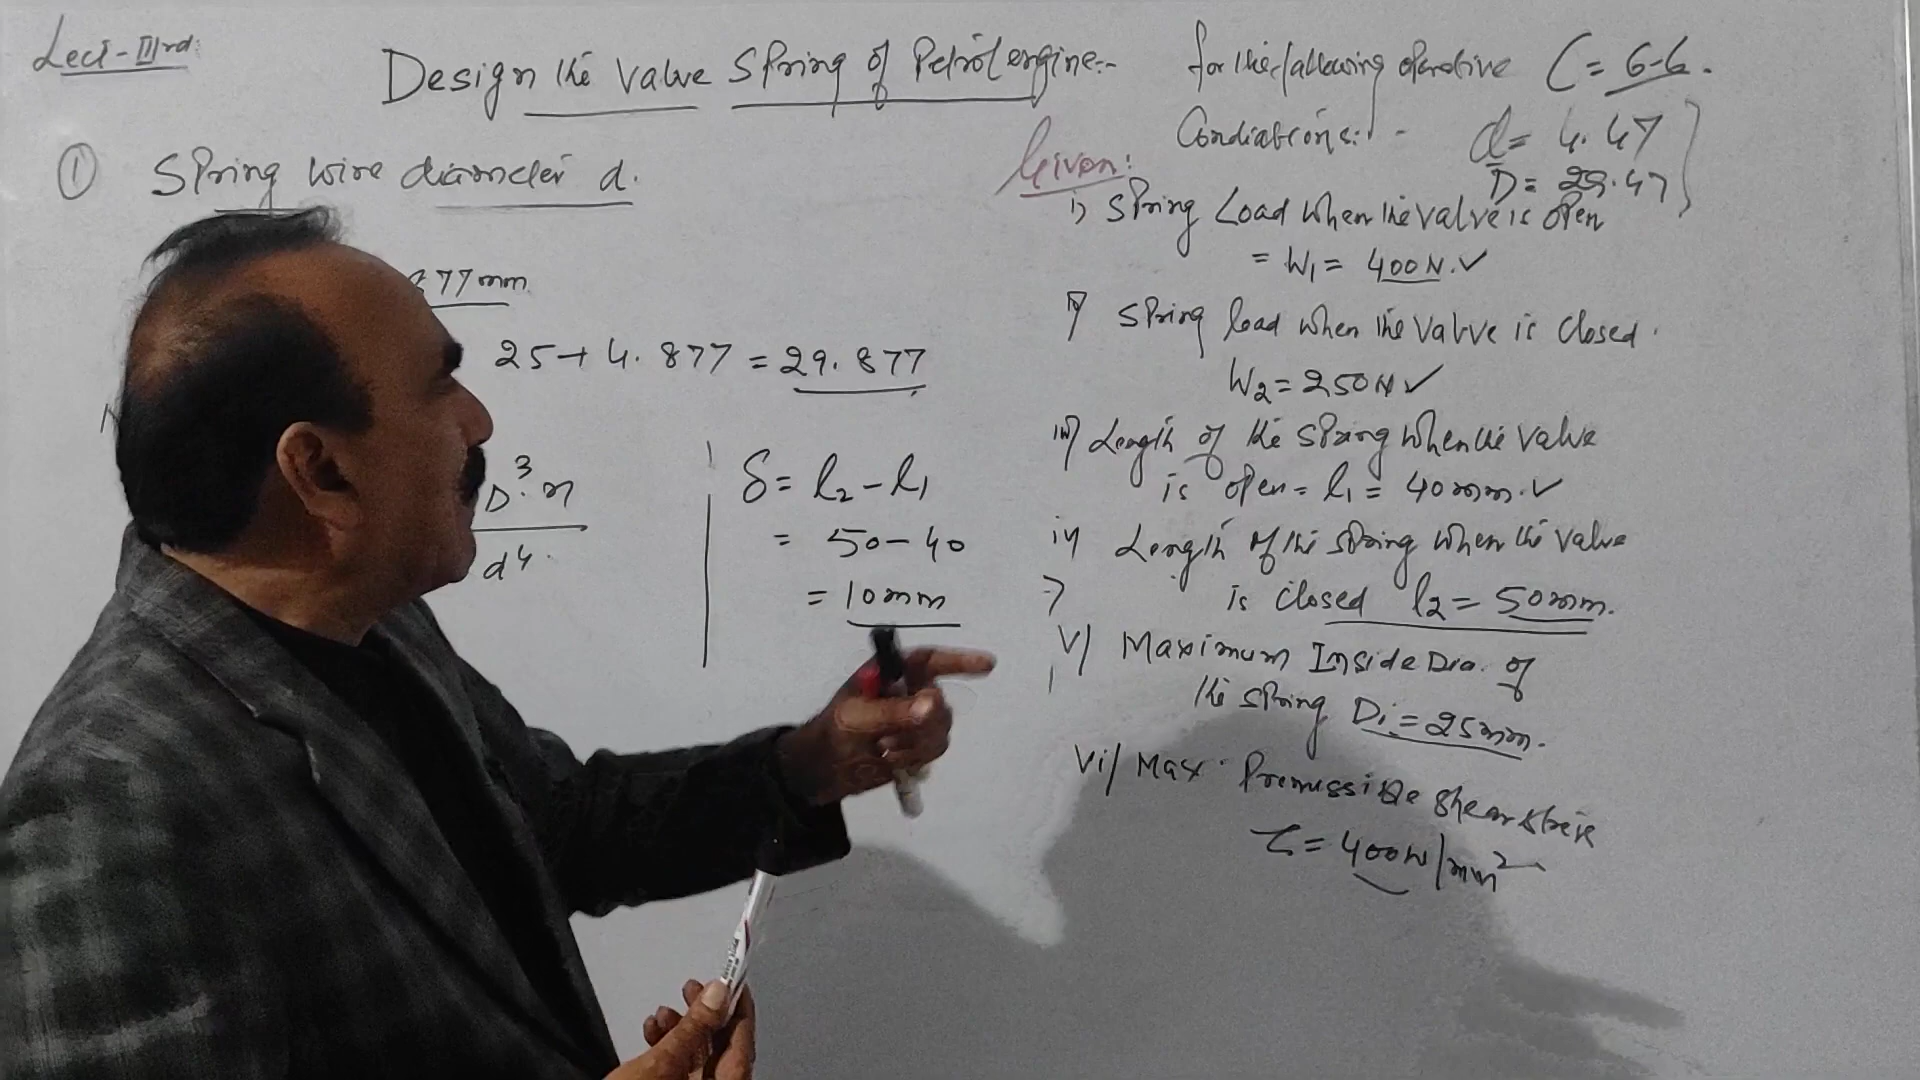 Lect-IIIrd:
Design the valve spring of Petrol engine:-
for the following operative
Condiations:-
C = 6.6.
d = 4.47
D = 29.47
① Spring wire diameter d.
77mm
25+4.877 = 29.877
D³.n
d⁴.
δ = l₂ - l₁
= 50-40
= 10mm
Given:
i) Spring Load when the valve is open
= W₁ = 400N.✓
ii) Spring load when the valve is closed.
W₂ = 250N✓
iii) Length of the spring when the valve
is open = l₁ = 40mm.✓
iv) Length of the spring when the valve
is closed l₂ = 50mm.
v) Maximum Inside Dia. of
the spring Di = 25mm.
vi) Max. Premissible shear stress
τ = 400N/mm²